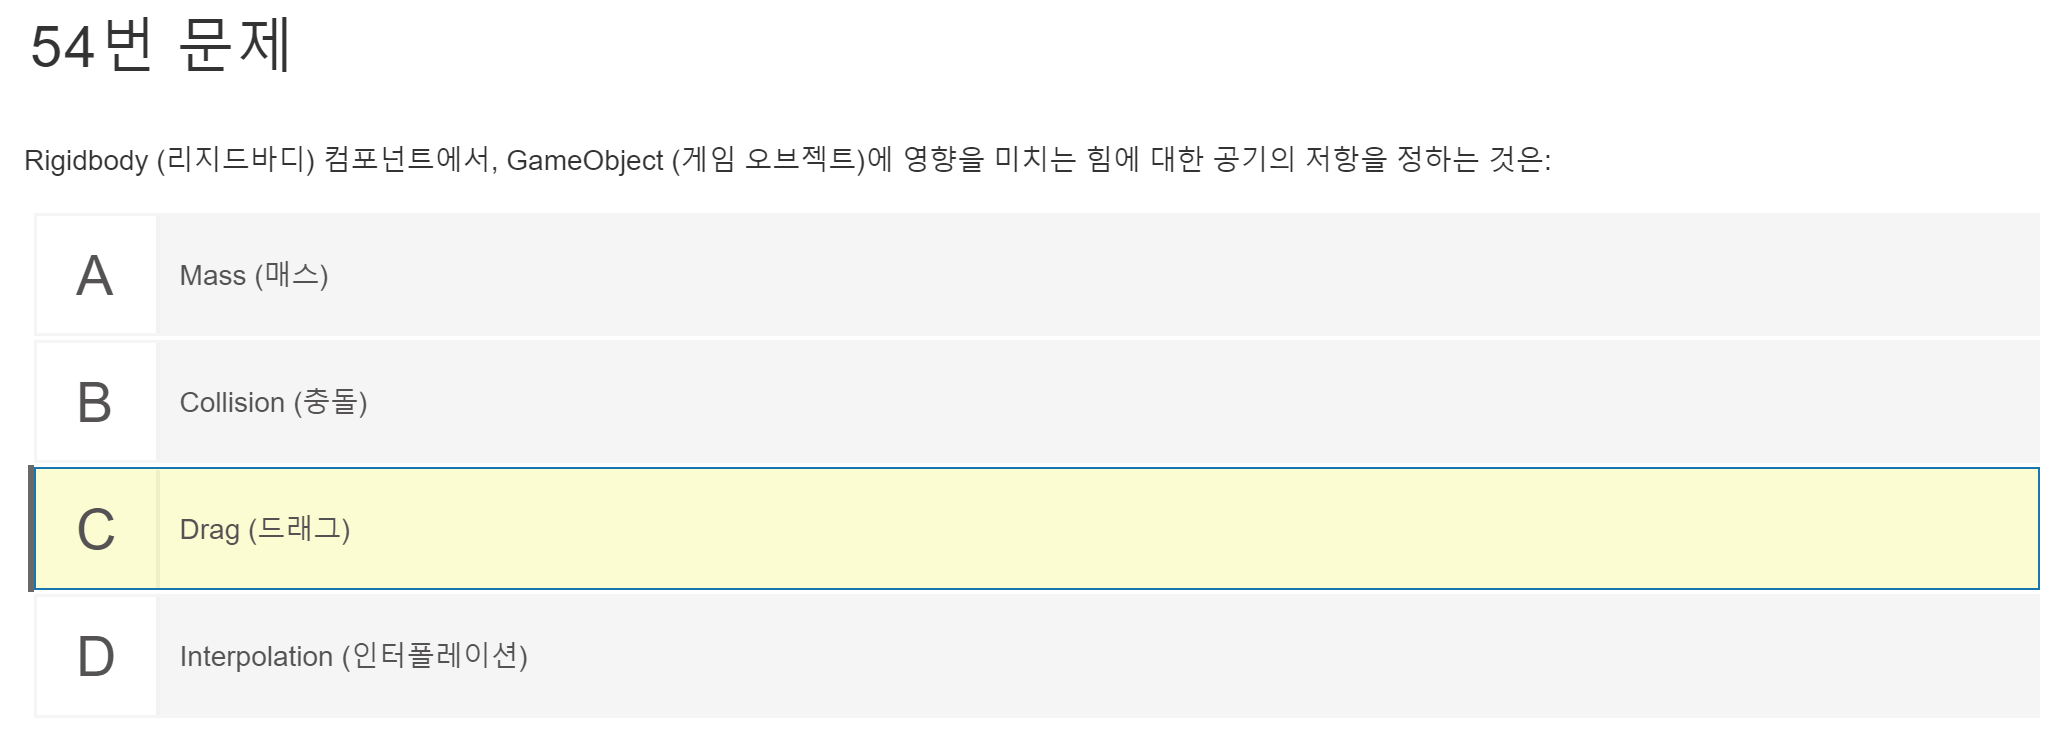 54번 문제
Rigidbody (리지드바디) 컴포넌트에서, GameObject (게임 오브젝트)에 영향을 미치는 힘에 대한 공기의 저항을 정하는 것은:
A
Mass (매스)
B
Collision (충돌)
C
Drag (드래그)
D
Interpolation (인터폴레이션)